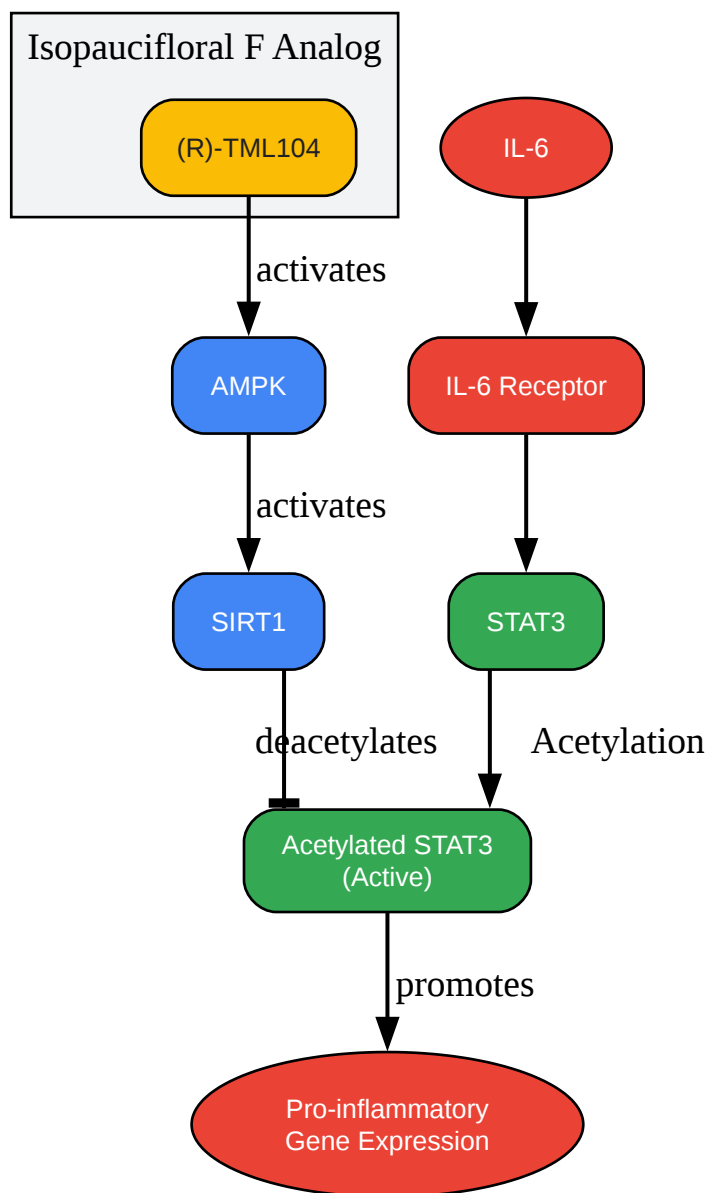 Isopaucifloral F Analog
(R)-TML104
IL-6
activates
AMPK
IL-6 Receptor
activates
SIRT1
STAT3
deacetylates
Acetylation
Acetylated STAT3
(Active)
promotes
Pro-inflammatory
Gene Expression